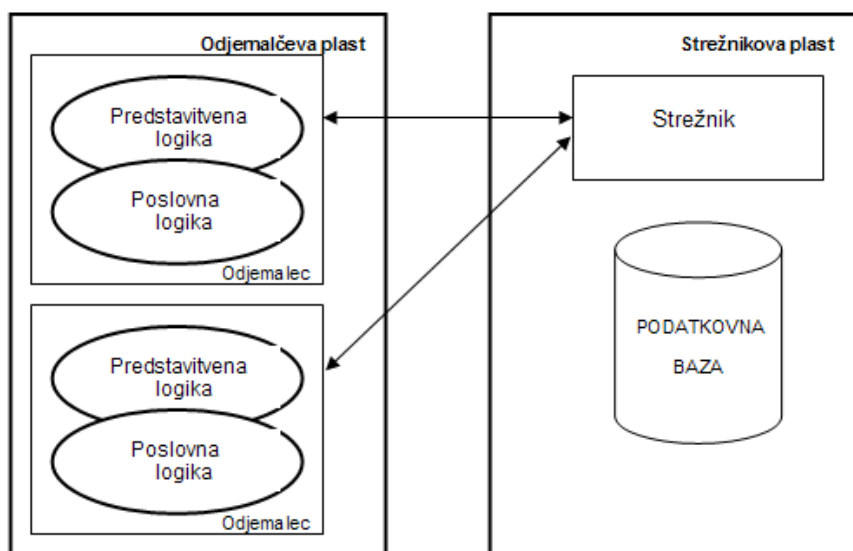 Odjemalčeva plast
Predstavitvena
logika
Poslovna
logika
Odjemalec
Predstavitvena
logika
Poslovna
logika
Odjemalec
Strežnikova plast
Strežnik
PODATKOVNA
BAZA